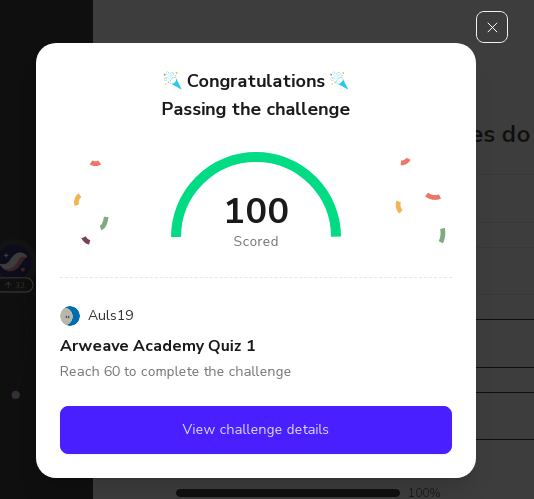 Congratulations
Passing the challenge
es do
100
Scored
32
Auls19
Arweave Academy Quiz 1
Reach 60 to complete the challenge
View challenge details
100%